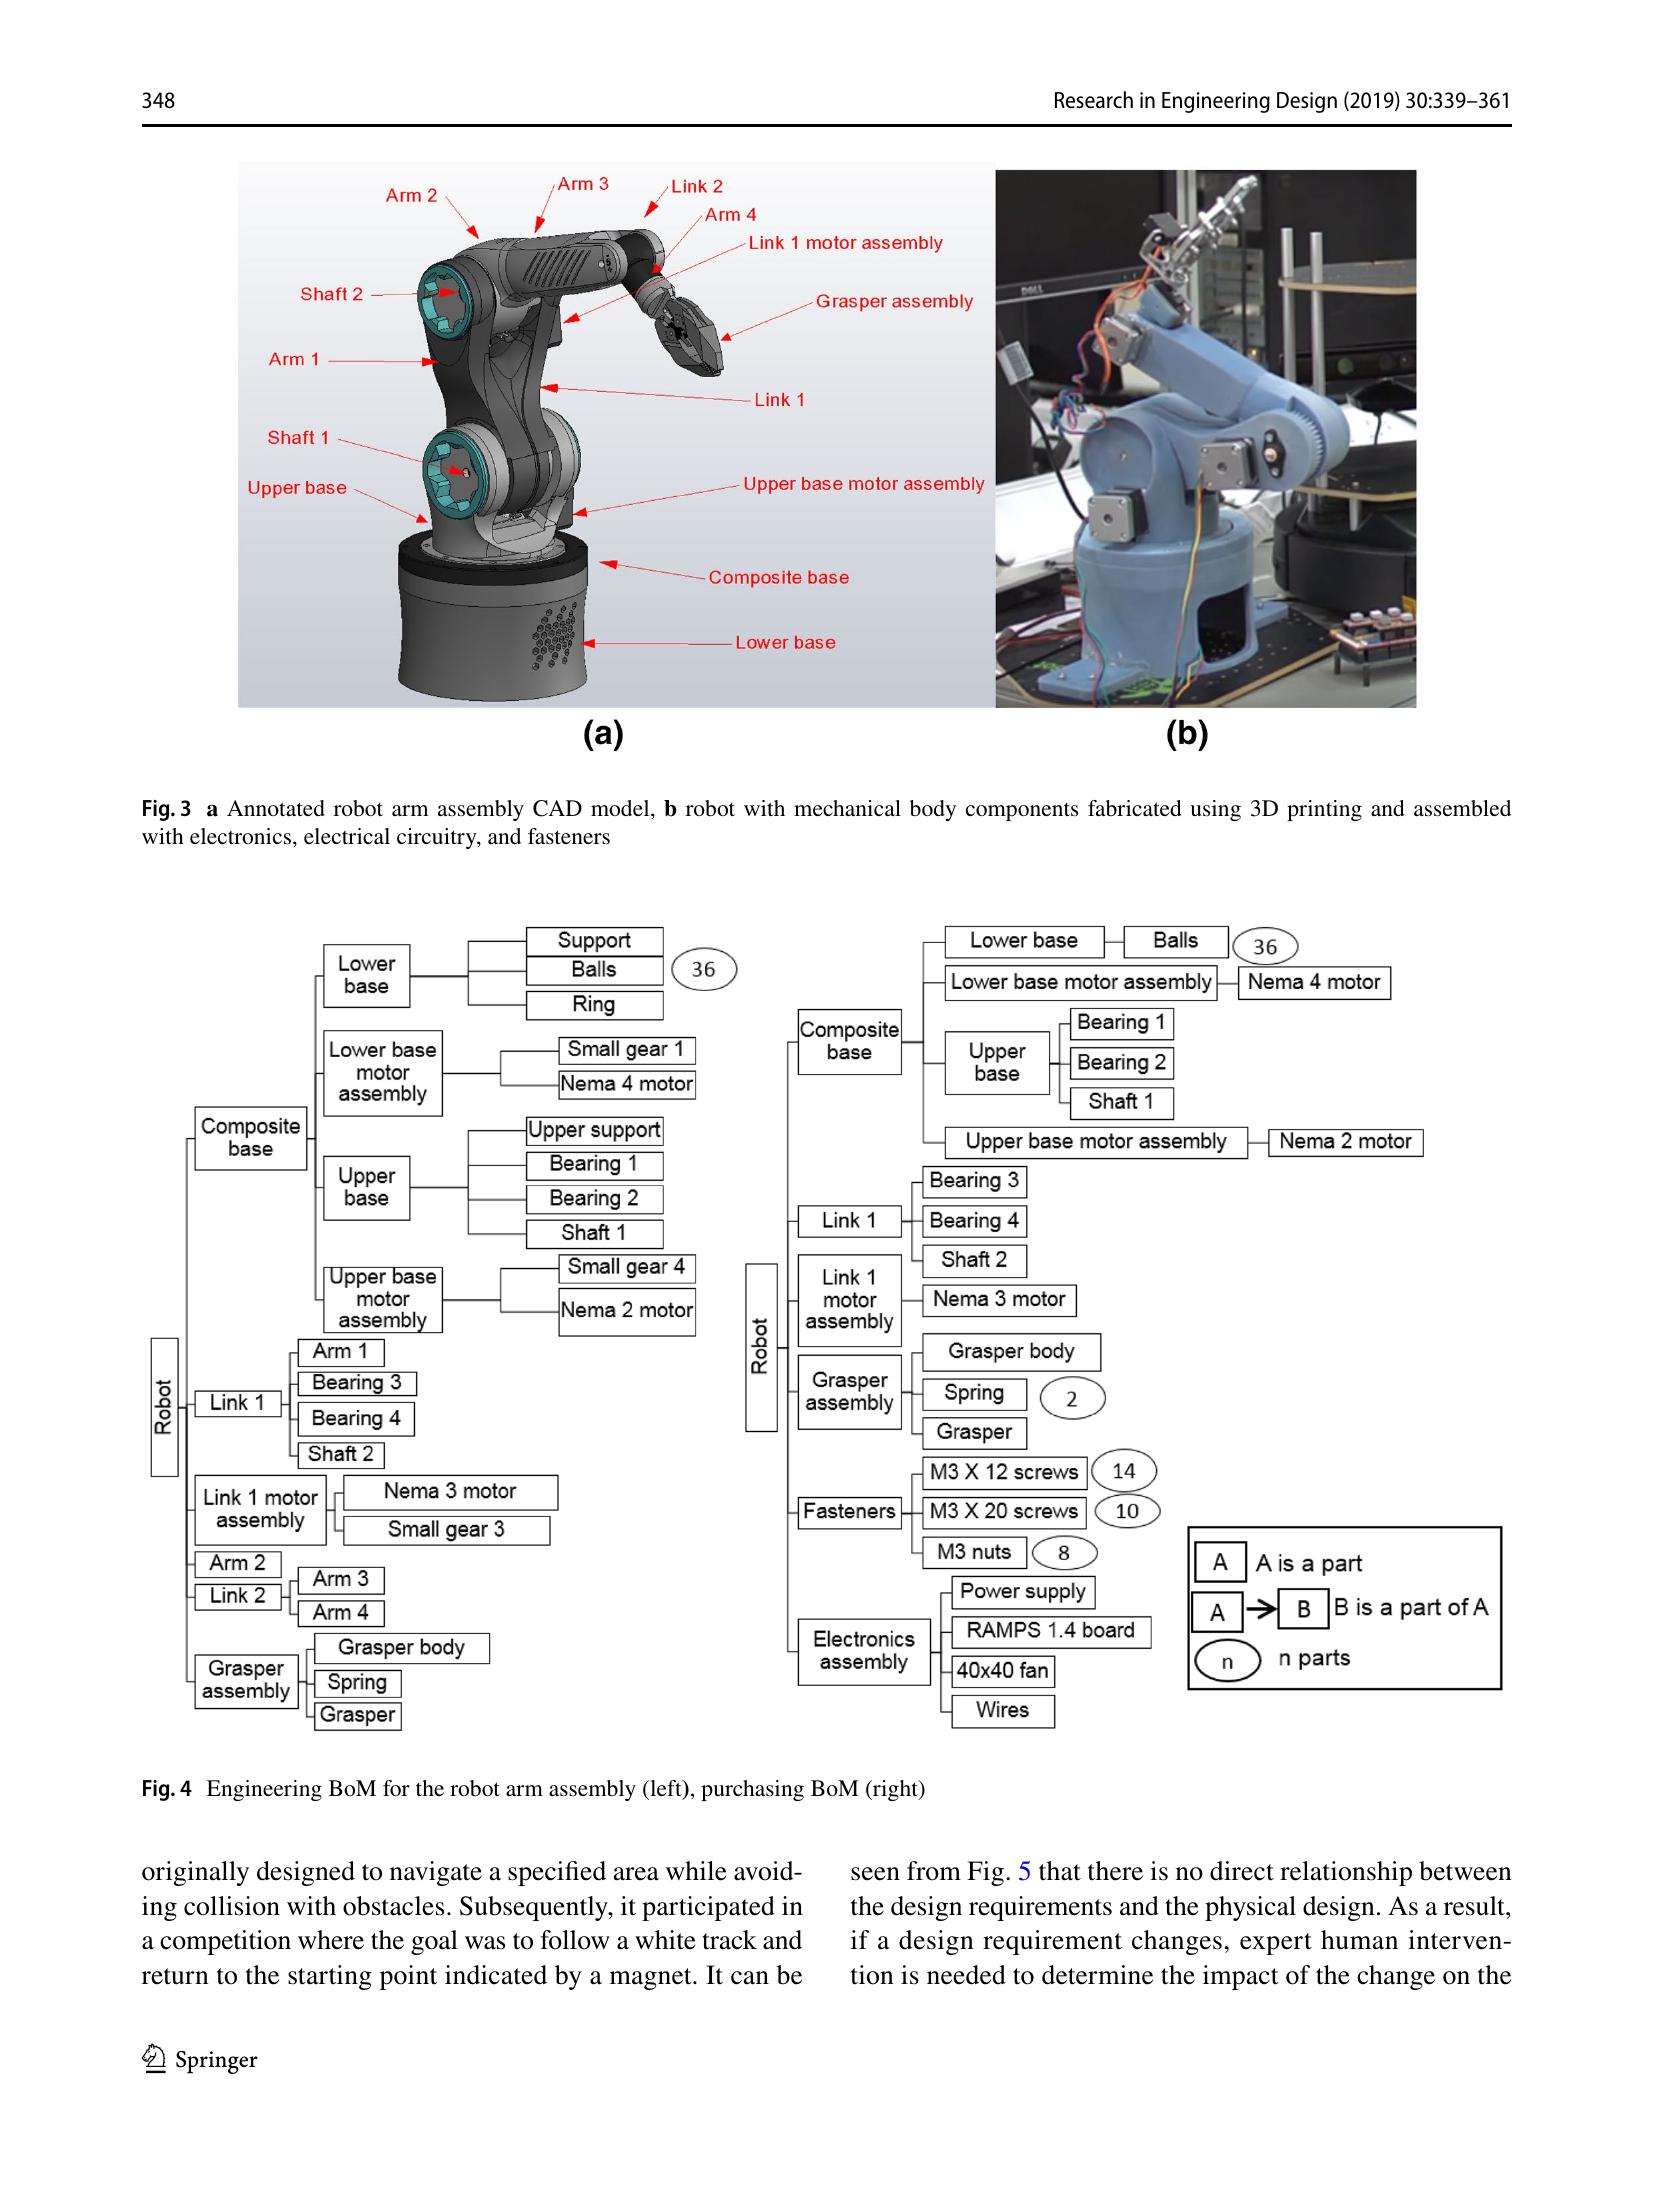 348
Research in Engineering Design (2019) 30:339–361
Arm 2
Arm 3
Link 2
Arm 4
Link 1 motor assembly
Shaft 2
Grasper assembly
Arm 1
Link 1
Shaft 1
Upper base
Upper base motor assembly
Composite base
Lower base
DELL
(a)
(b)
Fig. 3 a Annotated robot arm assembly CAD model, b robot with mechanical body components fabricated using 3D printing and assembled
with electronics, electrical circuitry, and fasteners
Robot
Composite
base
Lower
base
Support
Balls
36
Ring
Lower base
motor
assembly
Small gear 1
Nema 4 motor
Upper
base
Upper support
Bearing 1
Bearing 2
Shaft 1
Upper base
motor
assembly
Small gear 4
Nema 2 motor
Link 1
Arm 1
Bearing 3
Bearing 4
Shaft 2
Link 1 motor
assembly
Nema 3 motor
Small gear 3
Arm 2
Link 2
Arm 3
Arm 4
Grasper
assembly
Grasper body
Spring
Grasper
Robot
Composite
base
Lower base
Balls
36
Lower base motor assembly
Nema 4 motor
Upper
base
Bearing 1
Bearing 2
Shaft 1
Upper base motor assembly
Nema 2 motor
Link 1
Bearing 3
Bearing 4
Shaft 2
Link 1
motor
assembly
Nema 3 motor
Grasper
assembly
Grasper body
Spring
2
Grasper
Fasteners
M3 X 12 screws
14
M3 X 20 screws
10
M3 nuts
8
Electronics
assembly
Power supply
RAMPS 1.4 board
40x40 fan
Wires
A
A is a part
A
B
B is a part of A
n
n parts
Fig. 4 Engineering BoM for the robot arm assembly (left), purchasing BoM (right)
originally designed to navigate a specified area while avoid-
ing collision with obstacles. Subsequently, it participated in
a competition where the goal was to follow a white track and
return to the starting point indicated by a magnet. It can be
seen from Fig. 5 that there is no direct relationship between
the design requirements and the physical design. As a result,
if a design requirement changes, expert human interven-
tion is needed to determine the impact of the change on the
Springer